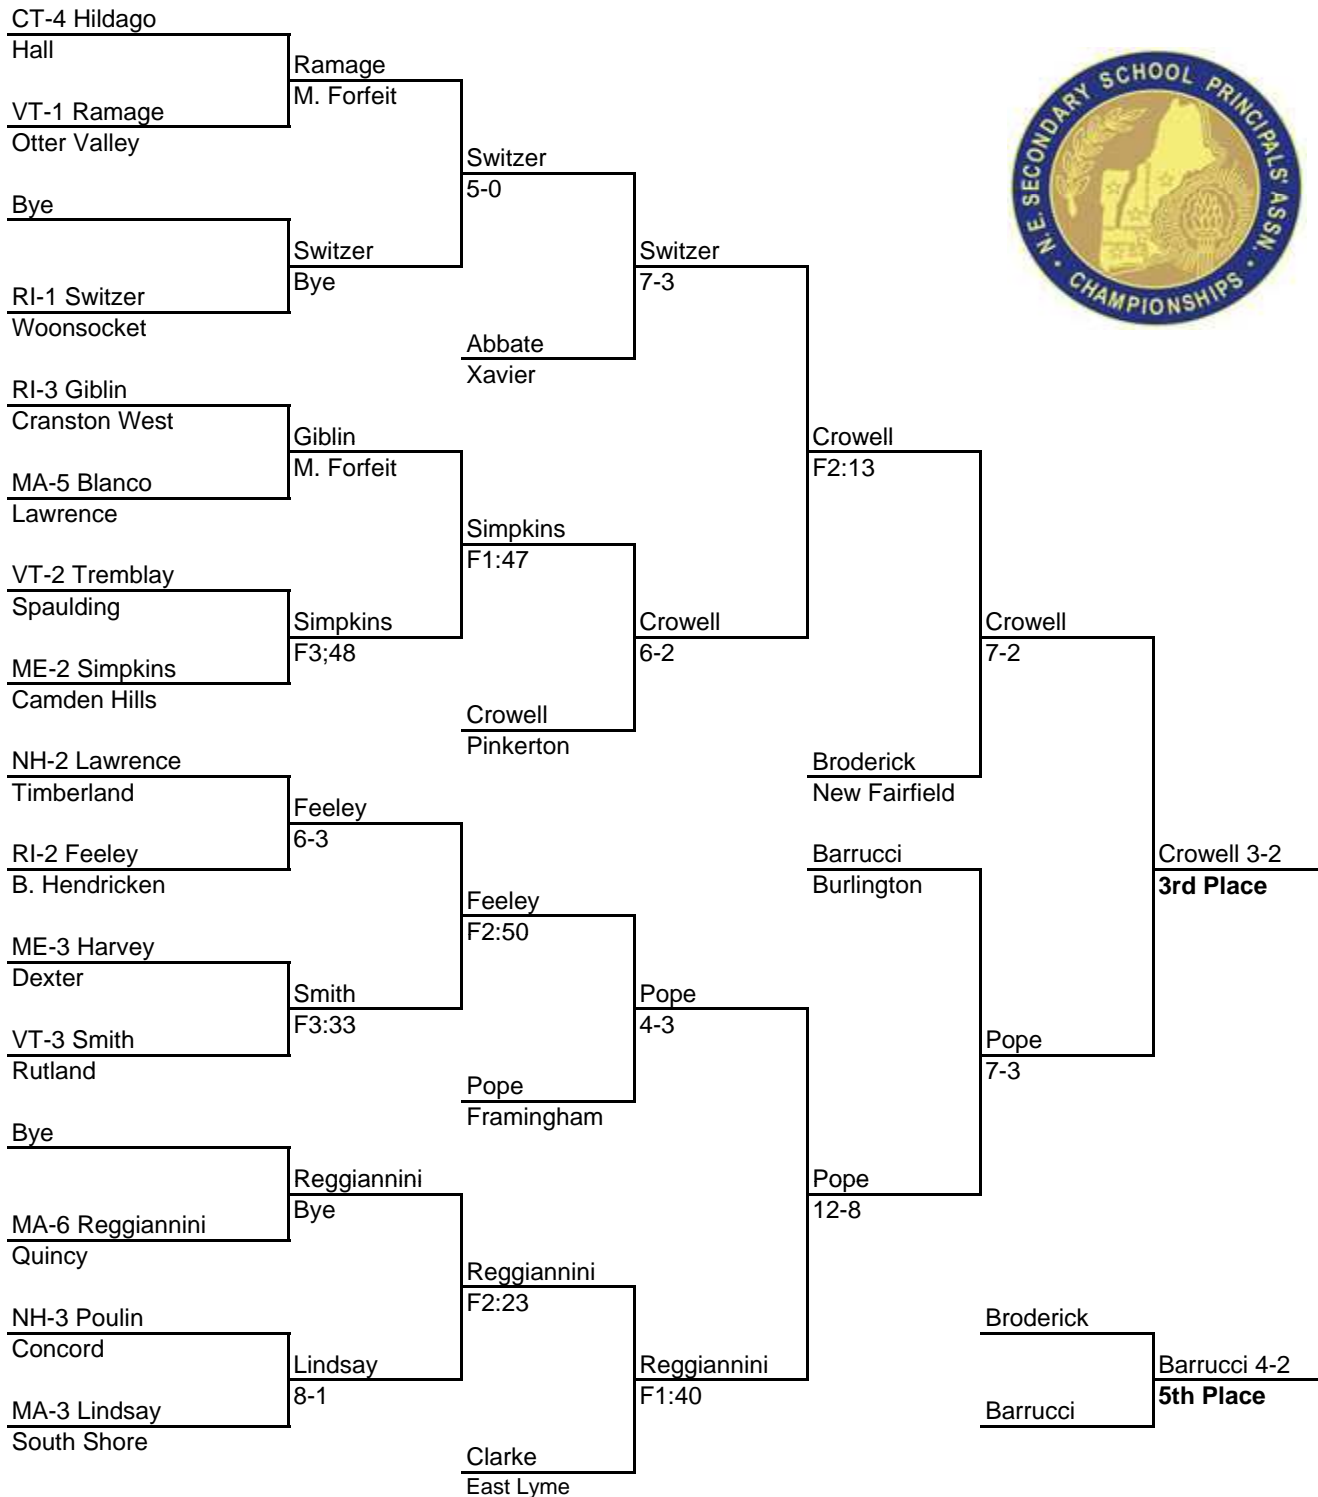 CT-4 Hildago
Hall
VT-1 Ramage
Otter Valley
Bye
RI-1 Switzer
Woonsocket
RI-3 Giblin
Cranston West
MA-5 Blanco
Lawrence
VT-2 Tremblay
Spaulding
ME-2 Simpkins
Camden Hills
NH-2 Lawrence
Timberland
RI-2 Feeley
B. Hendricken
ME-3 Harvey
Dexter
VT-3 Smith
Rutland
Bye
MA-6 Reggiannini
Quincy
NH-3 Poulin
Concord
MA-3 Lindsay
South Shore
Ramage
M. Forfeit
Switzer
Bye
Giblin
M. Forfeit
Simpkins
F3;48
Feeley
6-3
Smith
F3:33
Reggiannini
Bye
Lindsay
8-1
Switzer
5-0
Abbate
Xavier
Simpkins
F1:47
Crowell
Pinkerton
Feeley
F2:50
Pope
Framingham
Reggiannini
F2:23
Clarke
East Lyme
Switzer
7-3
Crowell
6-2
Pope
4-3
Reggiannini
F1:40
Crowell
F2:13
Broderick
New Fairfield
Barrucci
Burlington
Pope
12-8
Crowell
7-2
Pope
7-3
Broderick
Barrucci
Crowell 3-2
3rd Place
Barrucci 4-2
5th Place
N.E. SECONDARY SCHOOL PRINCIPALS' ASSN.
• CHAMPIONSHIPS •